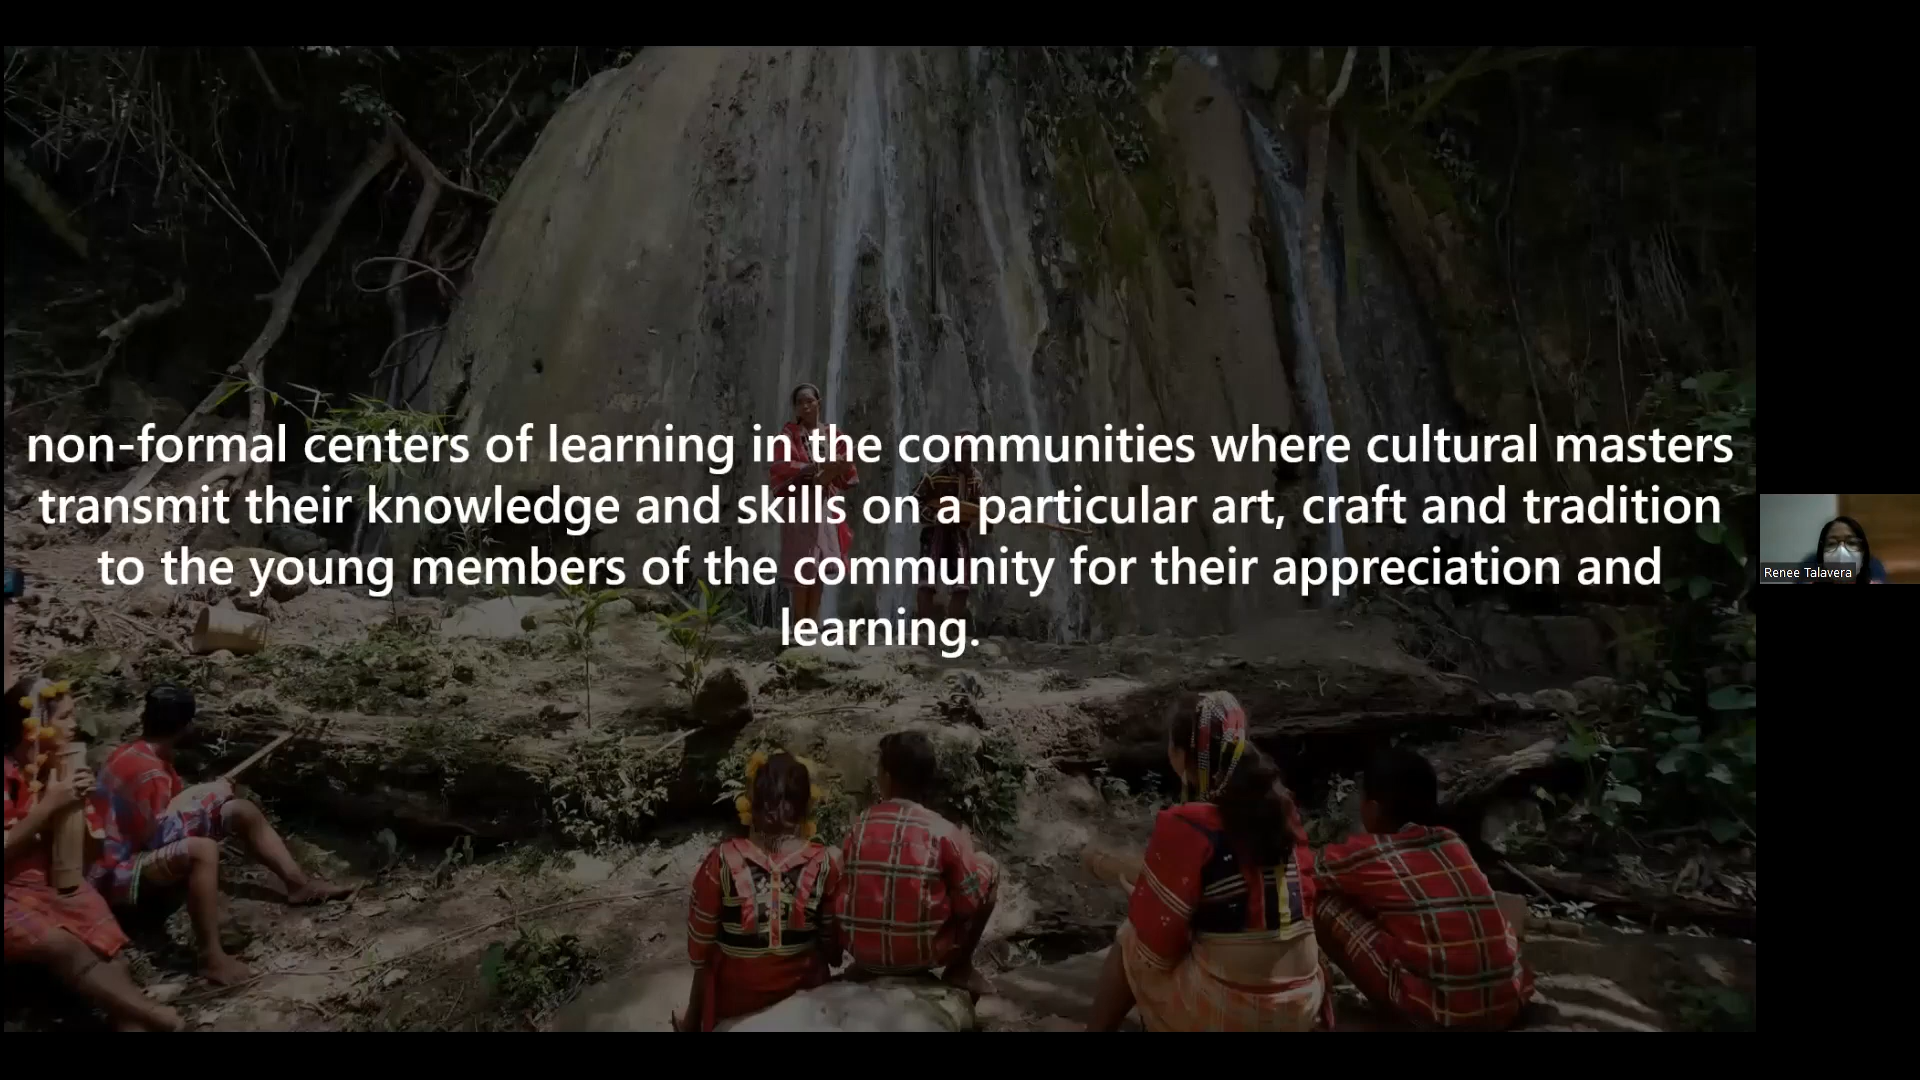 non-formal centers of learning in the communities where cultural masters
transmit their knowledge and skills on a particular art, craft and tradition
to the young members of the community for their appreciation and
learning.
Renee Talavera